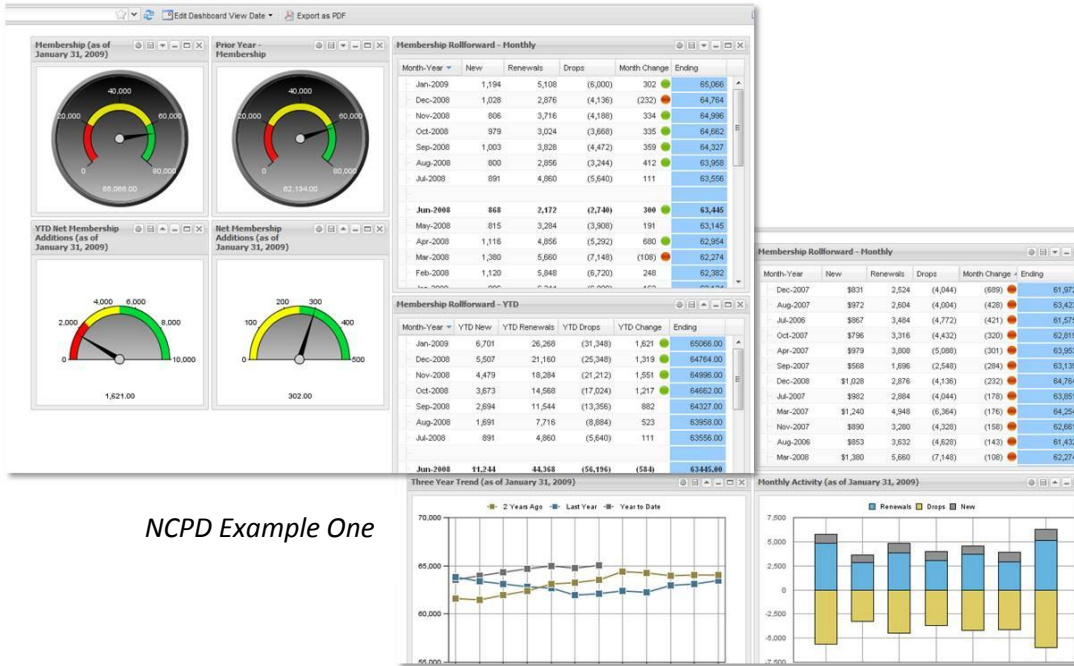 Edit Dashboard View Date Export as PDF
Membership (as of
January 31, 2009)
40,000
20,000 60,000
0 80,000
65,066.00
Prior Year -
Membership
40,000
20,000 60,000
0 80,000
62,134.00
YTD Net Membership
Additions (as of
January 31, 2009)
4,000 6,000
2,000 8,000
0 10,000
1,621.00
Net Membership
Additions (as of
January 31, 2009)
200 300
100 400
0 500
302.00
Membership Rollforward - Monthly
Month-Year New Renewals Drops Month Change Ending
Jan-2009 1,194 5,108 (6,000) 302 65,066
Dec-2008 1,028 2,876 (4,136) (232) 64,764
Nov-2008 806 3,716 (4,188) 334 64,996
Oct-2008 979 3,024 (3,668) 335 64,662
Sep-2008 1,003 3,828 (4,472) 359 64,327
Aug-2008 800 2,856 (3,244) 412 63,958
Jul-2008 891 4,860 (5,640) 111 63,556
Jun-2008 868 2,172 (2,740) 300 63,445
May-2008 815 3,284 (3,908) 191 63,145
Apr-2008 1,116 4,856 (5,292) 680 62,954
Mar-2008 1,380 5,660 (7,148) (108) 62,274
Feb-2008 1,120 5,848 (6,720) 248 62,382
Membership Rollforward - YTD
Month-Year YTD New YTD Renewals YTD Drops YTD Change Ending
Jan-2009 6,701 26,268 (31,348) 1,621 65066.00
Dec-2008 5,507 21,160 (25,348) 1,319 64764.00
Nov-2008 4,479 18,284 (21,212) 1,551 64996.00
Oct-2008 3,673 14,568 (17,024) 1,217 64662.00
Sep-2008 2,694 11,544 (13,356) 882 64327.00
Aug-2008 1,691 7,716 (8,884) 523 63958.00
Jul-2008 891 4,860 (5,640) 111 63556.00
Jun-2008 11,244 44,368 (56,196) (584) 63445.00
Membership Rollforward - Monthly
Month-Year New Renewals Drops Month Change Ending
Dec-2007 $831 2,524 (4,044) (689) 61,972
Aug-2007 $972 2,604 (4,004) (428)
Jul-2006 $867 3,484 (4,772) (421)
Oct-2007 $796 3,316 (4,432) (320)
Apr-2007 $979 3,808 (5,088) (301)
Sep-2007 $568 1,696 (2,548) (284)
Dec-2008 $1,028 2,876 (4,136) (232) 64,764
Jul-2007 $982 2,884 (4,044) (178)
Mar-2007 $1,240 4,948 (6,364) (176)
Nov-2007 $890 3,280 (4,328) (158)
Aug-2006 $853 3,632 (4,628) (143)
Mar-2008 $1,380 5,660 (7,148) (108) 62,274
NCPD Example One
Three Year Trend (as of January 31, 2009)
2 Years Ago Last Year Year to Date
70,000
65,000
60,000
55,000
Monthly Activity (as of January 31, 2009)
Renewals Drops New
7,500
5,000
2,500
0
-2,500
-5,000
-7,500